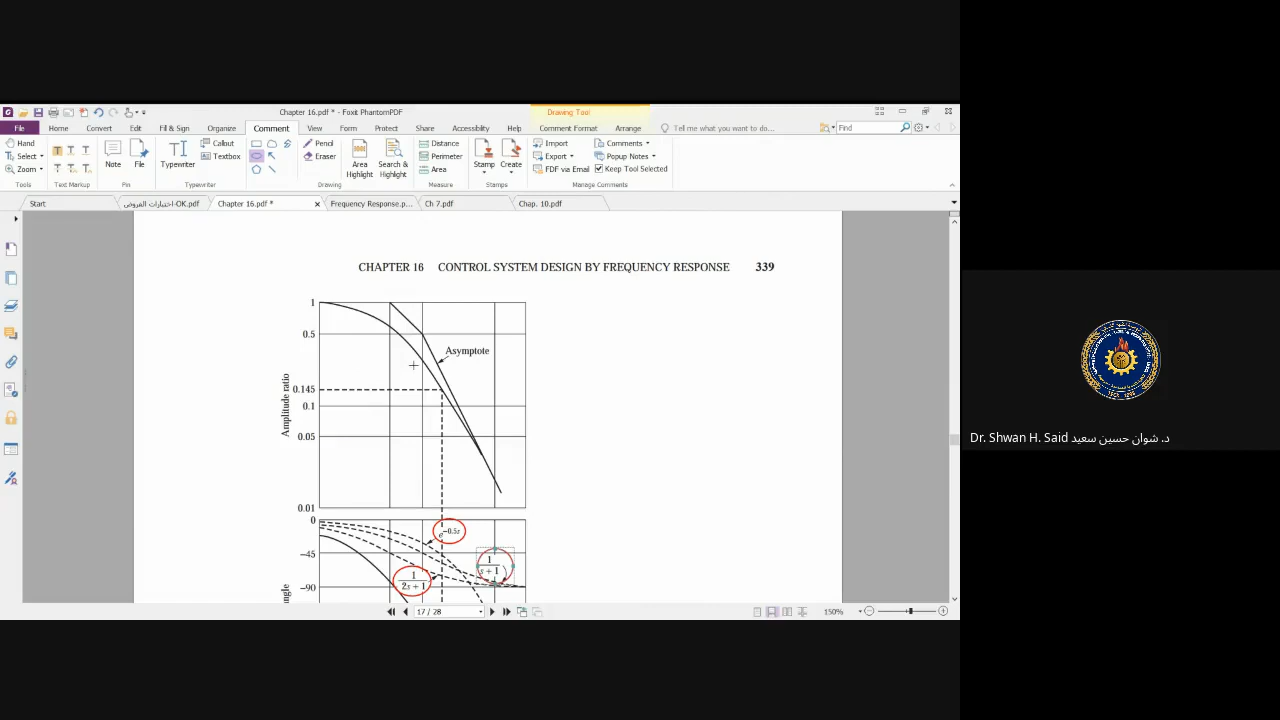 Chapter 16.pdf * - Foxit PhantomPDF
Drawing Tool
File Home Convert Edit Fill & Sign Organize Comment View Form Protect Share Accessibility Help Comment Format Arrange Tell me what you want to do... Find
Hand
Select
Zoom
Tools
Text Markup
Note
File
Pin
Typewriter
Callout
Textbox
Typewriter
Pencil
Eraser
Area Highlight
Search & Highlight
Drawing
Distance
Perimeter
Area
Measure
Stamp
Create
Stamps
Import
Export
FDF via Email
Comments
Popup Notes
Keep Tool Selected
Manage Comments
Start
اختبارات الفروض-OK.pdf
Chapter 16.pdf *
Frequency Response.p...
Ch 7.pdf
Chap. 10.pdf
CHAPTER 16 CONTROL SYSTEM DESIGN BY FREQUENCY RESPONSE 339
1
0.5
Asymptote
0.145
0.1
0.05
0.01
Amplitude ratio
0
e^−0.5s
−45
1
s + 1
1
2s + 1
−90
ngle
17 / 28
150%
Dr. Shwan H. Said د. شوان حسين سعيد